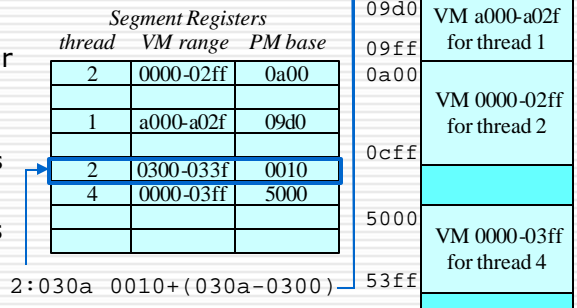 Segment Registers
thread VM range PM base
2 0000-02ff 0a00
1 a000-a02f 09d0
2 0300-033f 0010
4 0000-03ff 5000
2:030a 0010+(030a-0300)
r
s
s
09d0
VM a000-a02f
for thread 1
09ff
0a00
VM 0000-02ff
for thread 2
0cff
5000
VM 0000-03ff
for thread 4
53ff